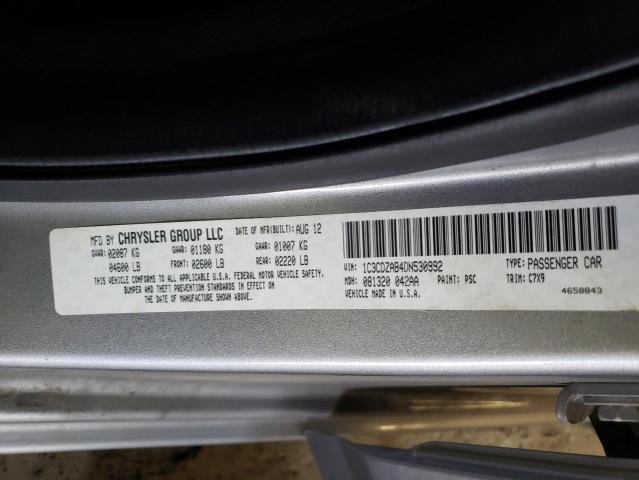 MFD BY CHRYSLER GROUP LLC DATE OF MFR(BUILT): AUG 12
GVWR: 02087 KG GAWR: 01180 KG GAWR: 01007 KG
04600 LB FRONT: 02600 LB REAR: 02220 LB
THIS VEHICLE CONFORMS TO ALL APPLICABLE U.S.A. FEDERAL MOTOR VEHICLE SAFETY,
BUMPER AND THEFT PREVENTION STANDARDS IN EFFECT ON
THE DATE OF MANUFACTURE SHOWN ABOVE.
VIN: 1C3CDZAB4DN530992 TYPE: PASSENGER CAR
MDH: 081320 042AA PAINT: PSC TRIM: C7X9
VEHICLE MADE IN U.S.A. 4658843